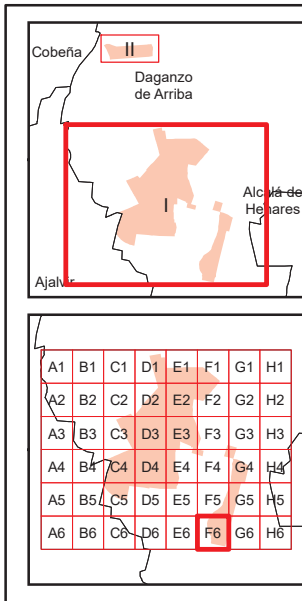 Cobeña
II
Daganzo
de Arriba
I
Alcalá de
Henares
Ajalvir
A1 B1 C1 D1 E1 F1 G1 H1
A2 B2 C2 D2 E2 F2 G2 H2
A3 B3 C3 D3 E3 F3 G3 H3
A4 B4 C4 D4 E4 F4 G4 H4
A5 B5 C5 D5 E5 F5 G5 H5
A6 B6 C6 D6 E6 F6 G6 H6